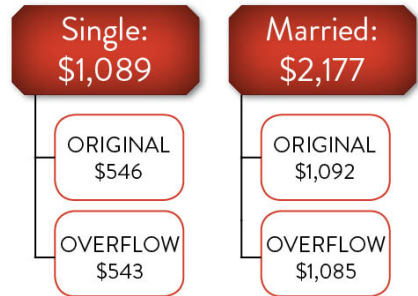 Single:
$1,089
ORIGINAL
$546
OVERFLOW
$543
Married:
$2,177
ORIGINAL
$1,092
OVERFLOW
$1,085